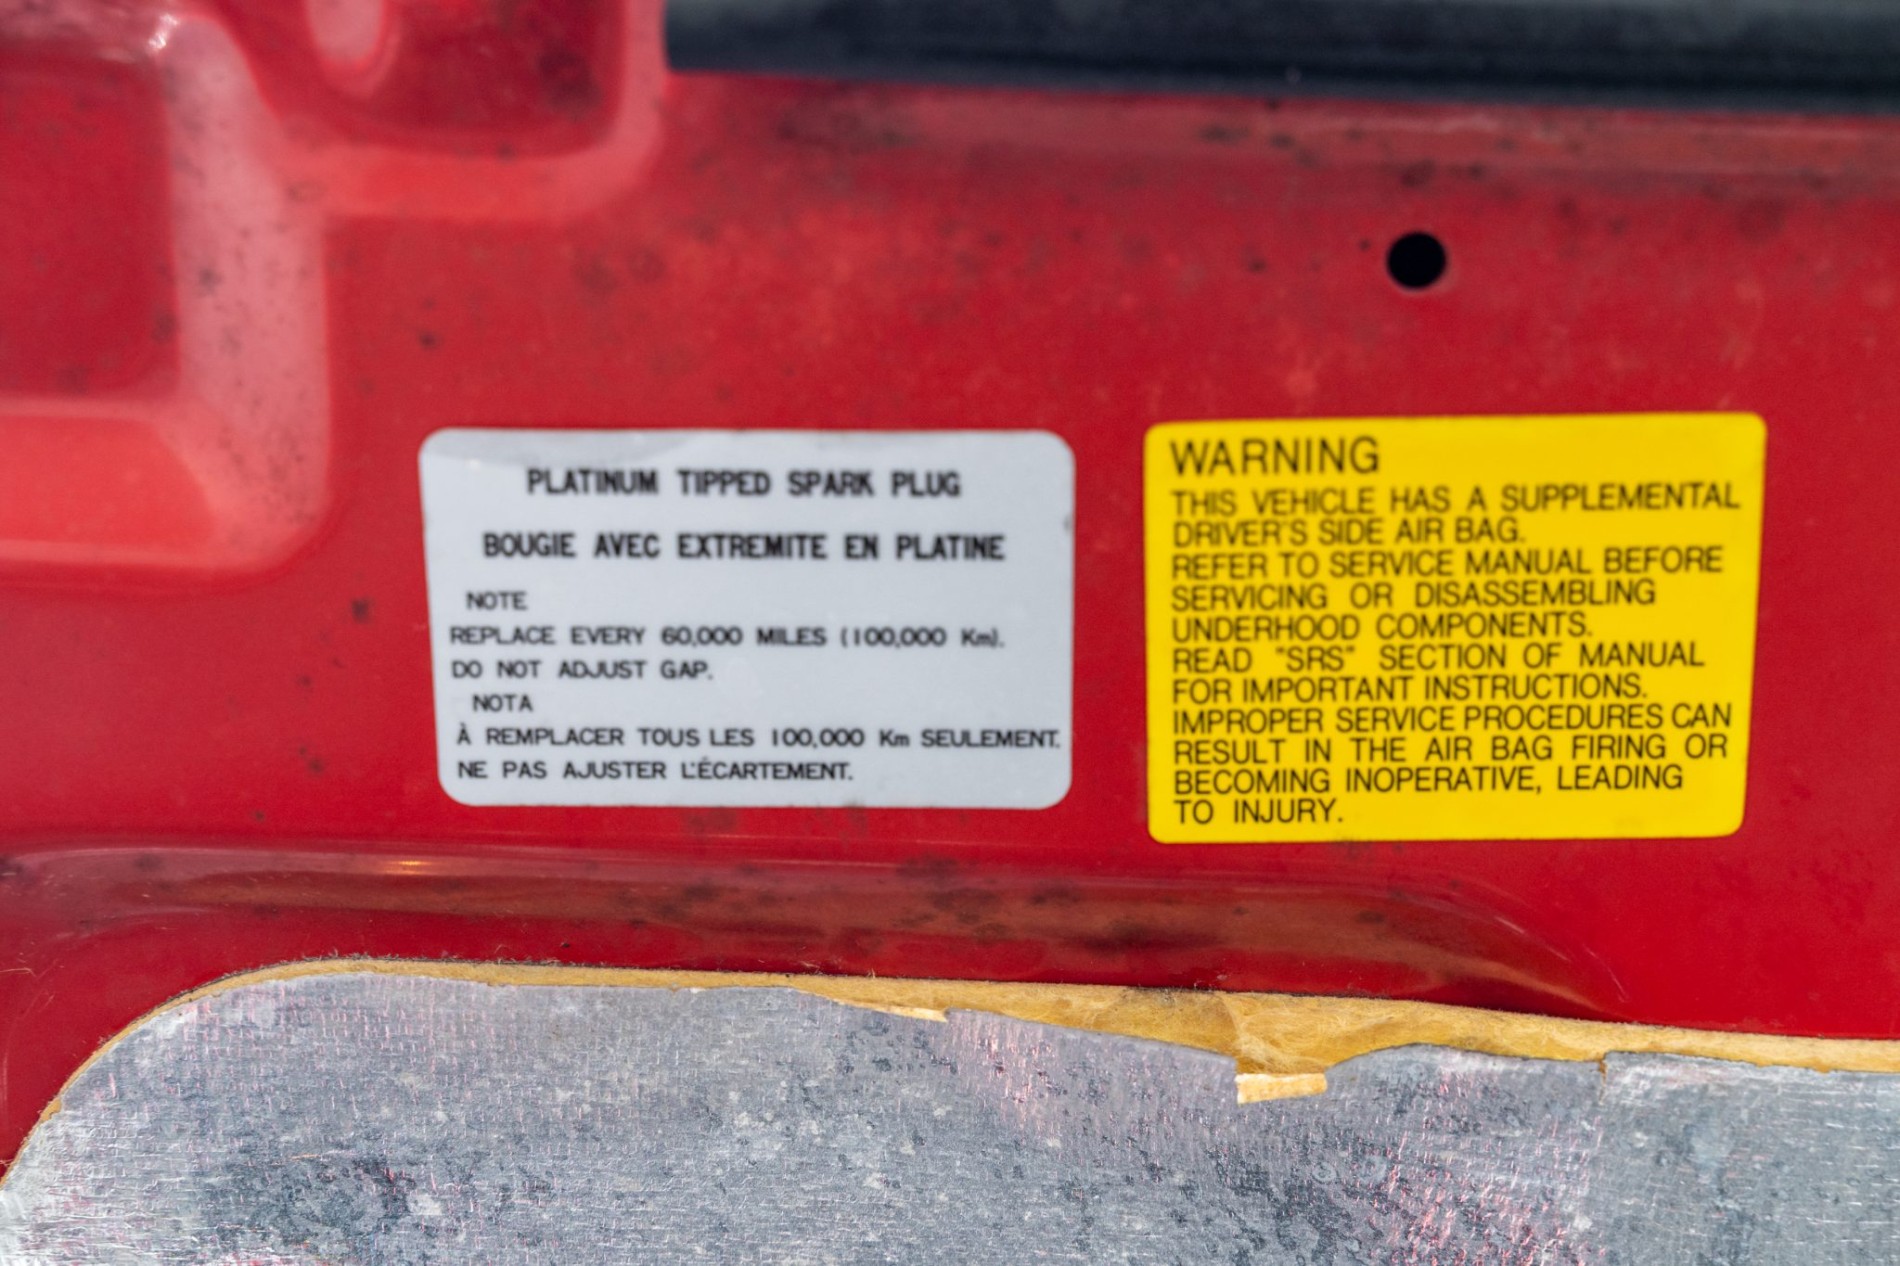 PLATINUM TIPPED SPARK PLUG
BOUGIE AVEC EXTREMITE EN PLATINE
NOTE
REPLACE EVERY 60,000 MILES (100,000 Km).
DO NOT ADJUST GAP.
NOTA
À REMPLACER TOUS LES 100,000 Km SEULEMENT.
NE PAS AJUSTER L'ÉCARTEMENT.
WARNING
THIS VEHICLE HAS A SUPPLEMENTAL
DRIVER'S SIDE AIR BAG.
REFER TO SERVICE MANUAL BEFORE
SERVICING OR DISASSEMBLING
UNDERHOOD COMPONENTS.
READ "SRS" SECTION OF MANUAL
FOR IMPORTANT INSTRUCTIONS.
IMPROPER SERVICE PROCEDURES CAN
RESULT IN THE AIR BAG FIRING OR
BECOMING INOPERATIVE, LEADING
TO INJURY.